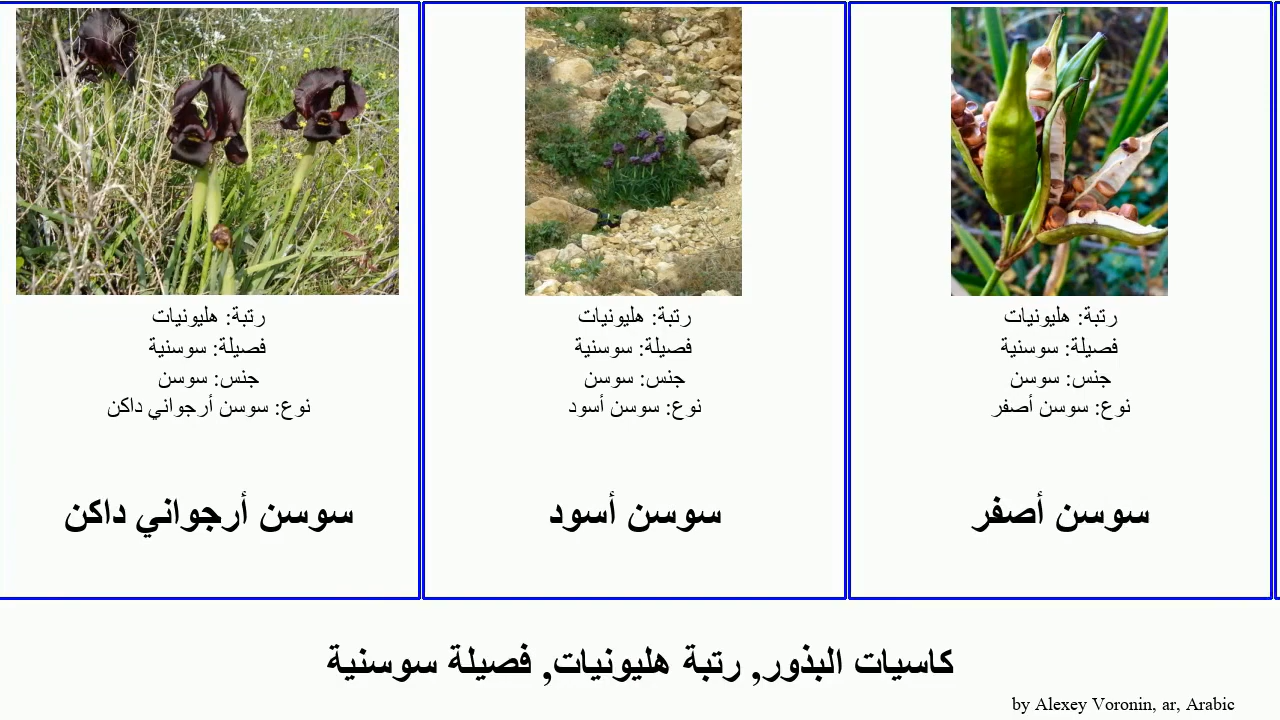 رتبة: هليونيات
فصيلة: سوسنية
جنس: سوسن
نوع: سوسن أرجواني داكن
سوسن أرجواني داكن
رتبة: هليونيات
فصيلة: سوسنية
جنس: سوسن
نوع: سوسن أسود
سوسن أسود
رتبة: هليونيات
فصيلة: سوسنية
جنس: سوسن
نوع: سوسن أصفر
سوسن أصفر
كاسيات البذور, رتبة هليونيات, فصيلة سوسنية
by Alexey Voronin, ar, Arabic